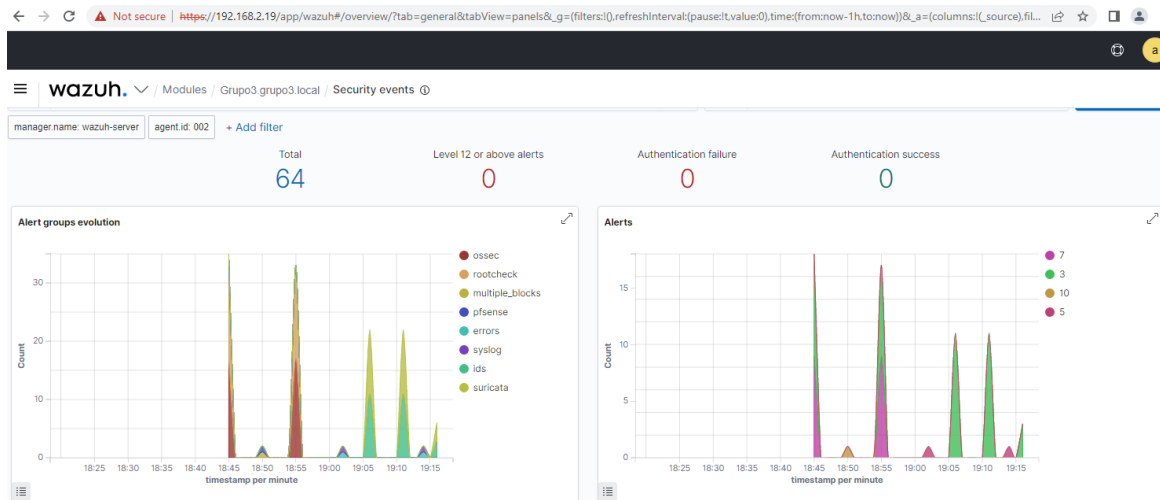 Not secure | https://192.168.2.19/app/wazuh#/overview/?tab=general&tabView=panels&_g=(filters:!(),refreshInterval:(pause:!t,value:0),time:(from:now-1h,to:now))&_a=(columns:!(_source),fil...
a
wazuh. / Modules / Grupo3.grupo3.local / Security events
manager.name: wazuh-server agent.id: 002 + Add filter
Total Level 12 or above alerts Authentication failure Authentication success
64 0 0 0
Alert groups evolution
30
20
10
0
Count
18:25 18:30 18:35 18:40 18:45 18:50 18:55 19:00 19:05 19:10 19:15
timestamp per minute
ossec
rootcheck
multiple_blocks
pfsense
errors
syslog
ids
suricata
Alerts
15
10
5
0
Count
18:25 18:30 18:35 18:40 18:45 18:50 18:55 19:00 19:05 19:10 19:15
timestamp per minute
7
3
10
5